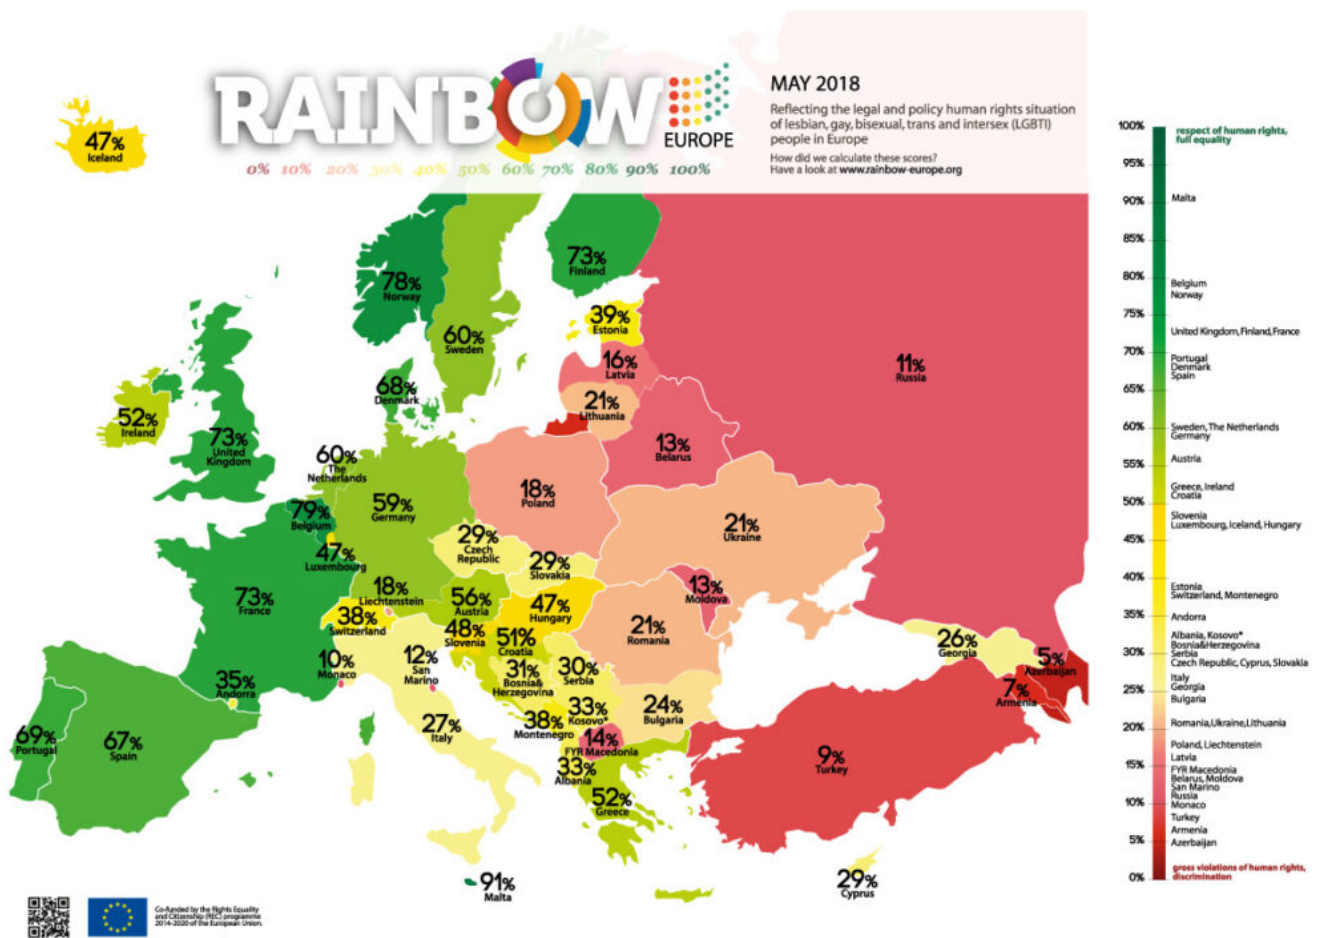 RAINBOW
EUROPE
0% 10% 20% 30% 40% 50% 60% 70% 80% 90% 100%
MAY 2018
Reflecting the legal and policy human rights situation
of lesbian, gay, bisexual, trans and intersex (LGBTI)
people in Europe
How did we calculate these scores?
Have a look at www.rainbow-europe.org
47%
Iceland
78%
Norway
60%
Sweden
73%
Finland
39%
Estonia
16%
Latvia
21%
Lithuania
11%
Russia
68%
Denmark
52%
Ireland
73%
United
Kingdom
60%
The
Netherlands
79%
Belgium
47%
Luxembourg
59%
Germany
18%
Poland
13%
Belarus
21%
Ukraine
29%
Czech
Republic
29%
Slovakia
73%
France
18%
Liechtenstein
38%
Switzerland
56%
Austria
47%
Hungary
13%
Moldova
21%
Romania
48%
Slovenia
51%
Croatia
10%
Monaco
12%
San
Marino
31%
Bosnia&
Herzegovina
30%
Serbia
35%
Andorra
69%
Portugal
67%
Spain
27%
Italy
38%
Montenegro
33%
Kosovo*
24%
Bulgaria
14%
FYR Macedonia
33%
Albania
52%
Greece
9%
Turkey
26%
Georgia
7%
Armenia
5%
Azerbaijan
91%
Malta
29%
Cyprus
100%
95%
90%
85%
80%
75%
70%
65%
60%
55%
50%
45%
40%
35%
30%
25%
20%
15%
10%
5%
0%
respect of human rights,
full equality
Malta
Belgium
Norway
United Kingdom, Finland, France
Portugal
Denmark
Spain
Sweden, The Netherlands
Germany
Austria
Greece, Ireland
Croatia
Slovenia
Luxembourg, Iceland, Hungary
Estonia
Switzerland, Montenegro
Andorra
Albania, Kosovo*
Bosnia&Herzegovina
Serbia
Czech Republic, Cyprus, Slovakia
Italy
Georgia
Bulgaria
Romania, Ukraine, Lithuania
Poland, Liechtenstein
Latvia
FYR Macedonia
Belarus, Moldova
San Marino
Russia
Monaco
Turkey
Armenia
Azerbaijan
gross violations of human rights,
discrimination
Co-funded by the Rights Equality
and Citizenship (REC) programme
2014-2020 of the European Union.